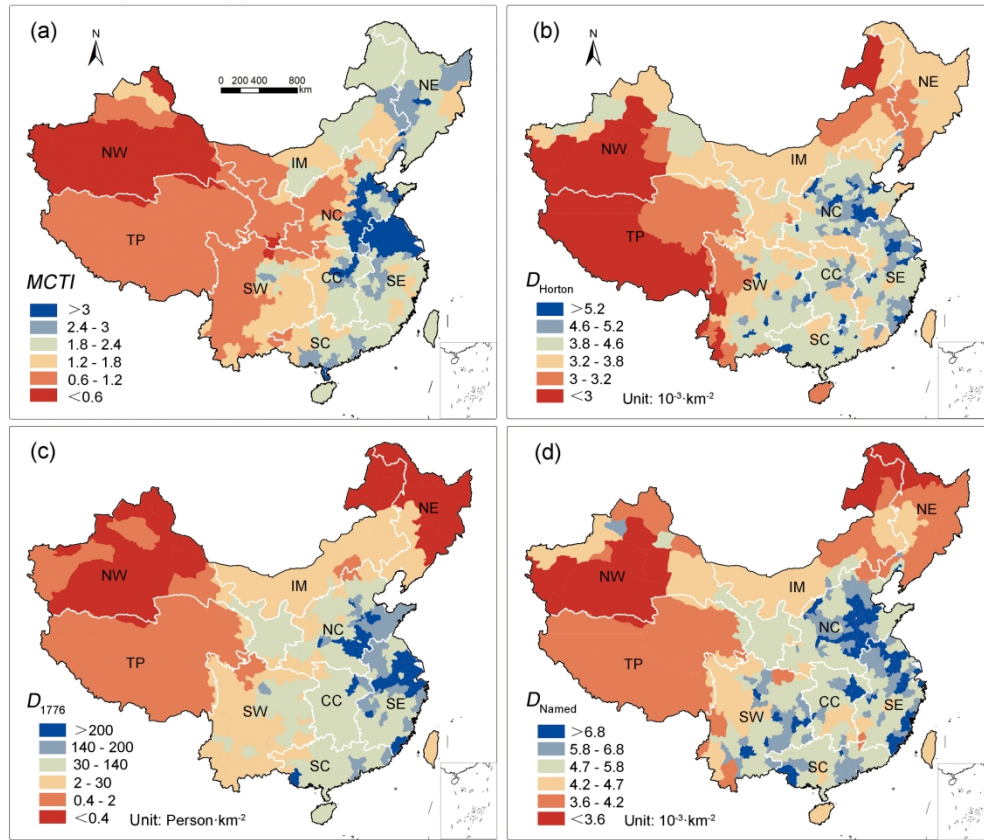 (a)
N
0 200 400 800
km
NE
NW
IM
TP
NC
SW
CC
SE
SC
MCTI
>3
2.4 - 3
1.8 - 2.4
1.2 - 1.8
0.6 - 1.2
<0.6
(b)
N
NE
NW
IM
TP
NC
SW
CC
SE
SC
D_Horton
>5.2
4.6 - 5.2
3.8 - 4.6
3.2 - 3.8
3 - 3.2
<3 Unit: 10⁻³·km⁻²
(c)
NE
NW
IM
TP
NC
SW
CC
SE
SC
D₁₇₇₆
>200
140 - 200
30 - 140
2 - 30
0.4 - 2
<0.4 Unit: Person·km⁻²
(d)
NE
NW
IM
TP
NC
SW
CC
SE
SC
D_Named
>6.8
5.8 - 6.8
4.7 - 5.8
4.2 - 4.7
3.6 - 4.2
<3.6 Unit: 10⁻³·km⁻²